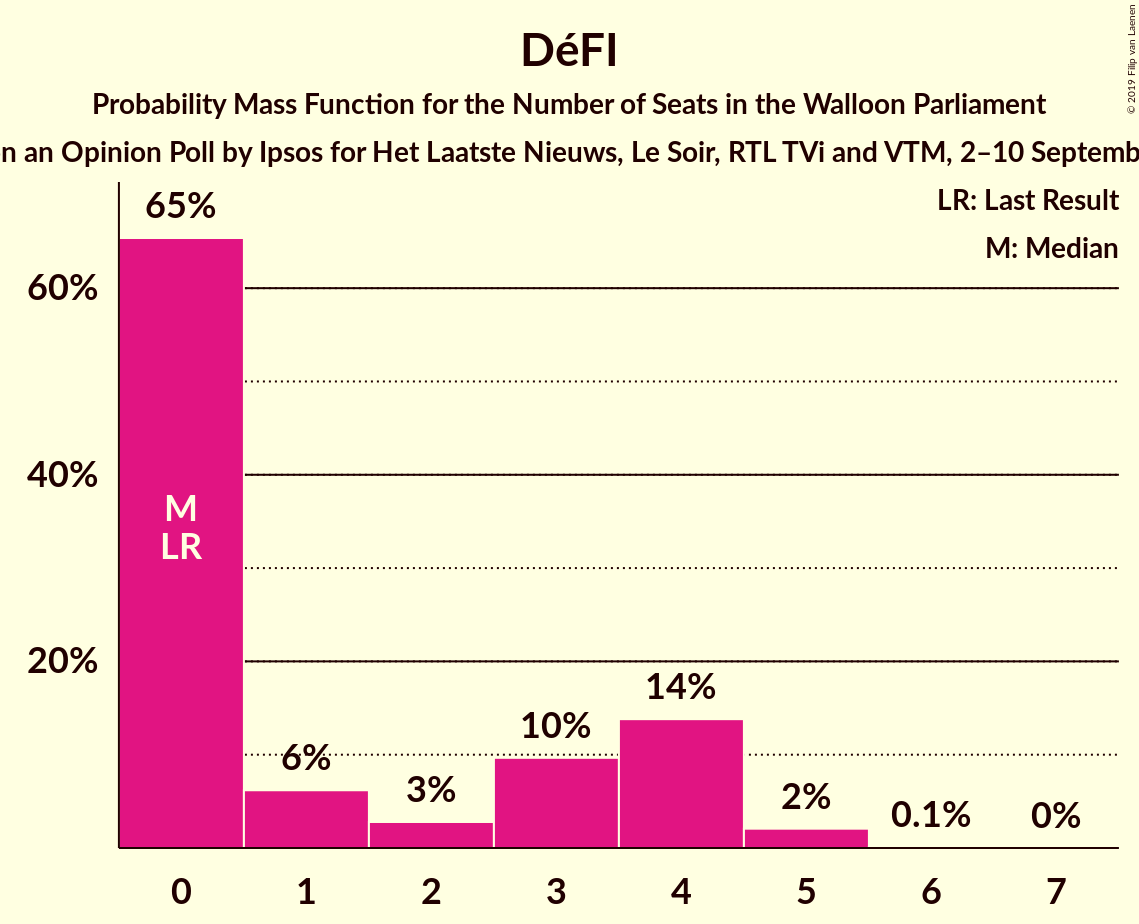 DéFI
Probability Mass Function for the Number of Seats in the Walloon Parliament
n an Opinion Poll by Ipsos for Het Laatste Nieuws, Le Soir, RTL TVi and VTM, 2–10 Septemb
© 2019 Filip van Laenen
LR: Last Result
M: Median
65%
60%
40%
M
LR
20%
14%
10%
6%
3%
2%
0.1%
0%
0 1 2 3 4 5 6 7